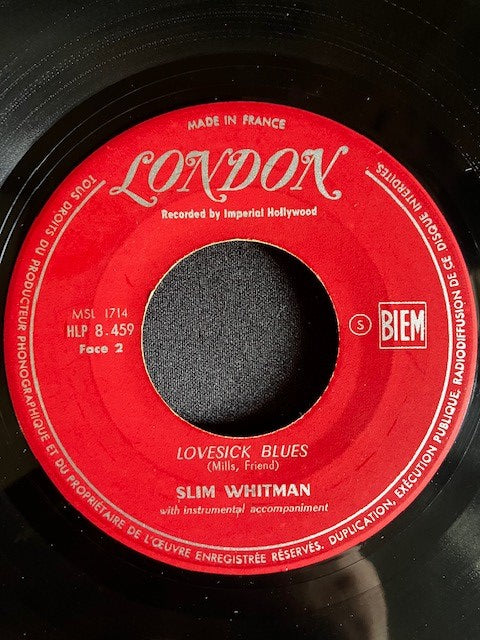 MADE IN FRANCE
LONDON
Recorded by Imperial Hollywood
MSL 1714
HLP 8.459
Face 2
S
BIEM
LOVESICK BLUES
(Mills, Friend)
SLIM WHITMAN
with instrumental accompaniment
TOUS DROITS DU PRODUCTEUR PHONOGRAPHIQUE ET DU PROPRIÉTAIRE DE L'ŒUVRE ENREGISTRÉE RÉSERVÉS. DUPLICATION, EXÉCUTION PUBLIQUE, RADIODIFFUSION DE CE DISQUE INTERDITES